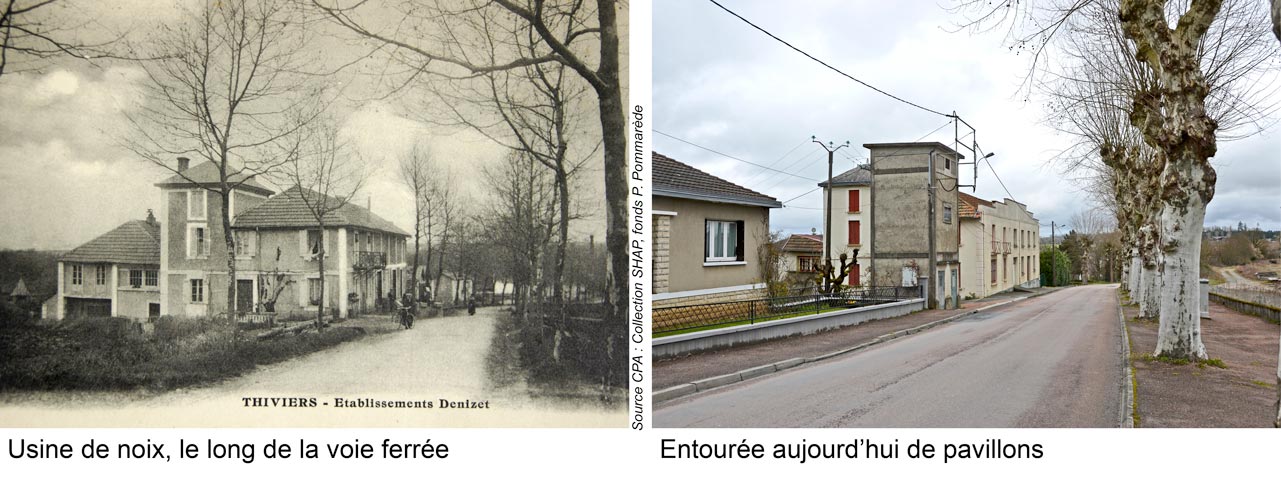 THIVIERS - Etablissements Denizet
Source CPA : Collection SHAP, fonds P. Pommarède
Usine de noix, le long de la voie ferrée
Entourée aujourd'hui de pavillons